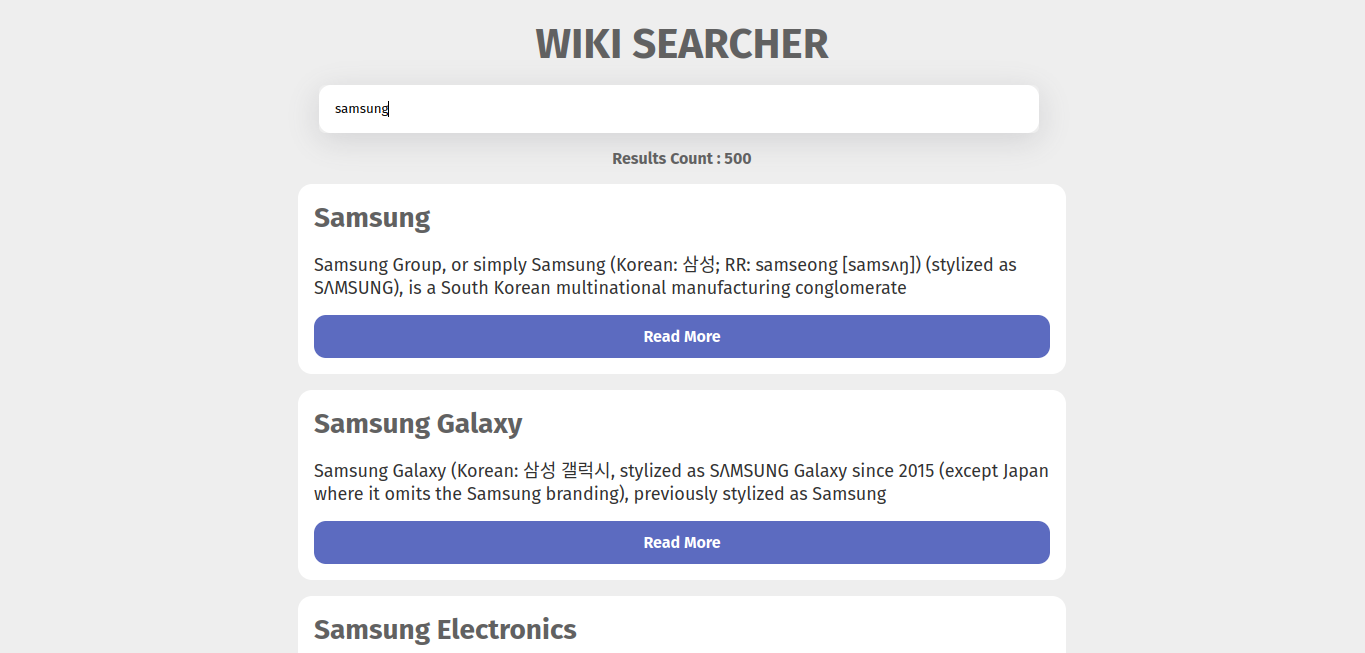 WIKI SEARCHER
samsung
Results Count : 500
Samsung
Samsung Group, or simply Samsung (Korean: 삼성; RR: samseong [samsʌŋ]) (stylized as
SΛMSUNG), is a South Korean multinational manufacturing conglomerate
Read More
Samsung Galaxy
Samsung Galaxy (Korean: 삼성 갤럭시, stylized as SΛMSUNG Galaxy since 2015 (except Japan
where it omits the Samsung branding), previously stylized as Samsung
Read More
Samsung Electronics